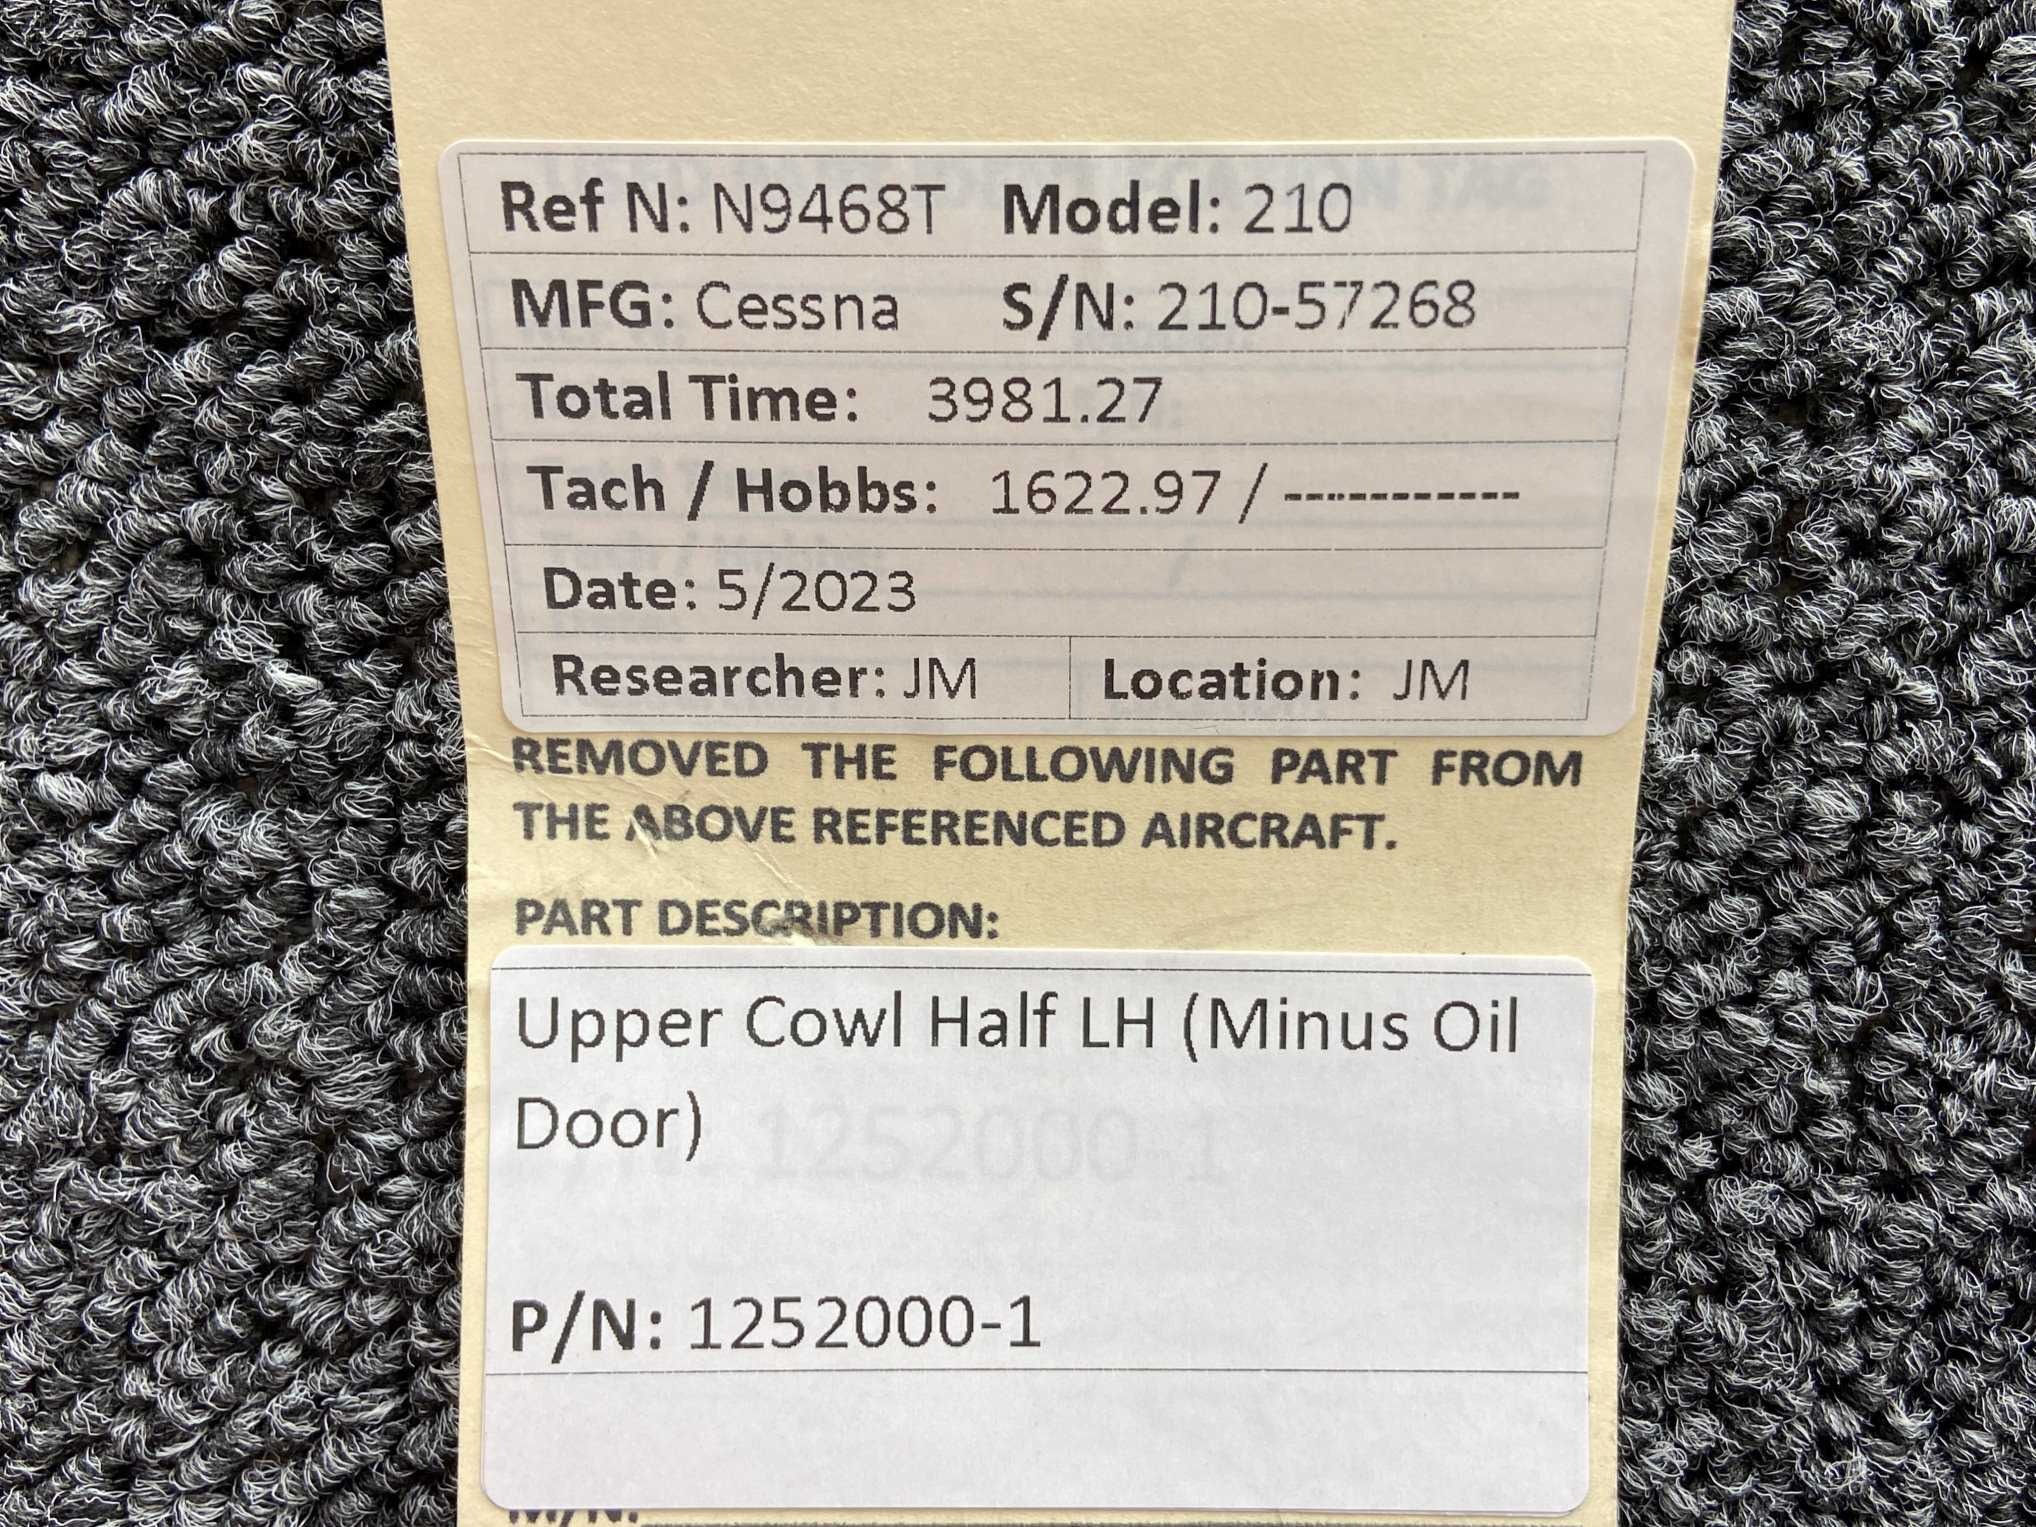 Ref N: N9468T Model: 210
MFG: Cessna S/N: 210-57268
Total Time: 3981.27
Tach / Hobbs: 1622.97 / -----------
Date: 5/2023
Researcher: JM Location: JM
REMOVED THE FOLLOWING PART FROM
THE ABOVE REFERENCED AIRCRAFT.
PART DESCRIPTION:
Upper Cowl Half LH (Minus Oil
Door)
1252000-1
P/N: 1252000-1